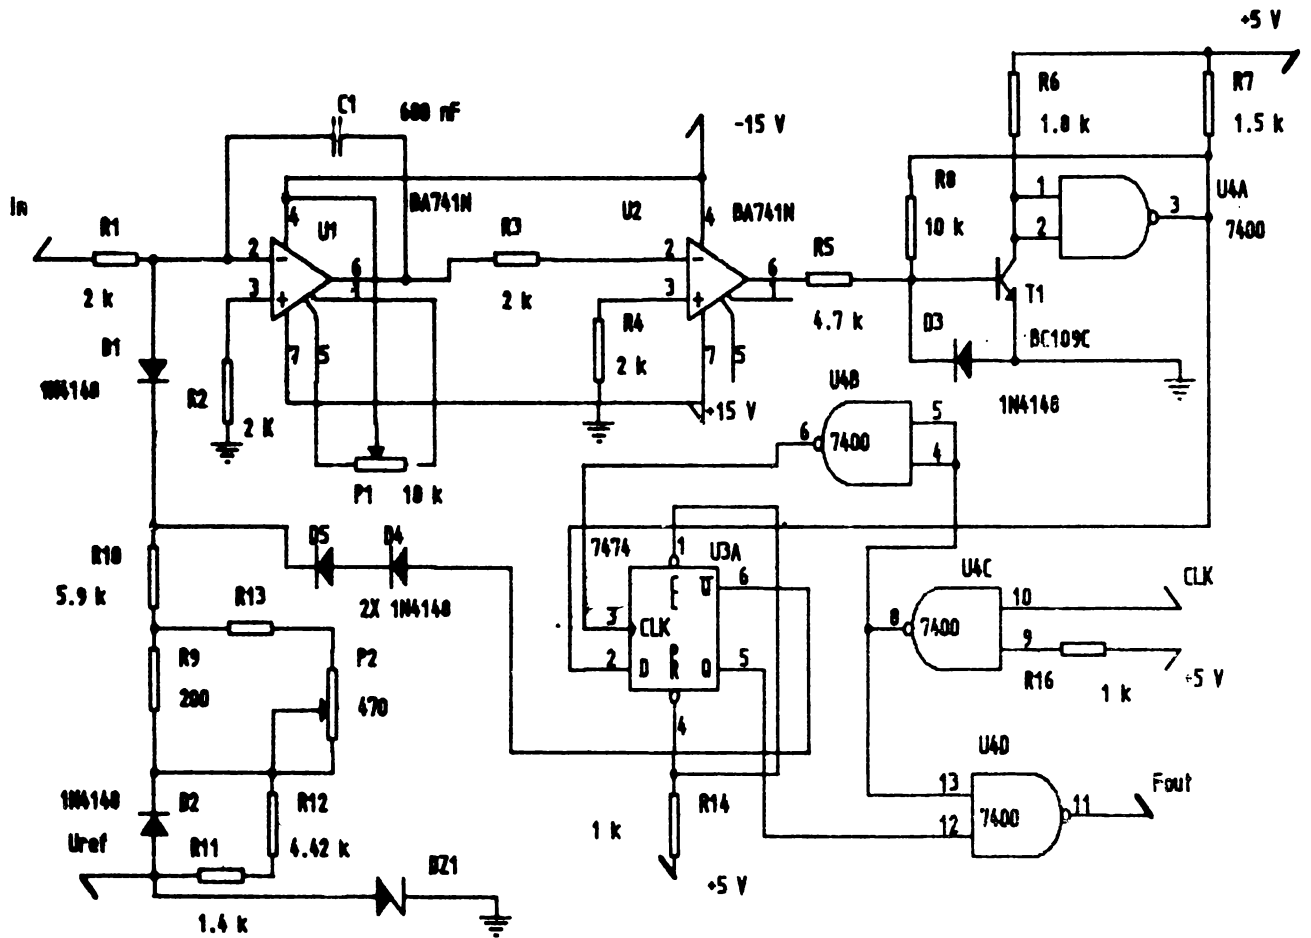 +5 V
R6
R7
C1
680 nF
-15 V
1.8 k
1.5 k
In
R8
U4A
BA741N
U2
BA741N
1
3
4
4
R1
U1
R3
R5
10 k
2
7400
2
6
2
6
3
3
2 k
2 k
T1
4.7 k
D3
R4
D1
7
5
2 k
7
5
BC109C
1N4148
U4B
R2
1N4148
2 K
+15 V
5
6
7400
4
P1
10 k
D5
D4
7474
1
U3A
R10
6
U4C
CLK
5.9 k
R13
2X 1N4148
10
3
CLK
8
7400
9
R9
P2
2
D
P
R
Q
5
R16
+5 V
200
470
1 k
4
U4D
1N4148
D2
R12
R14
13
Fout
Uref
R11
4.42 k
1 k
12
7400
11
DZ1
+5 V
1.4 k